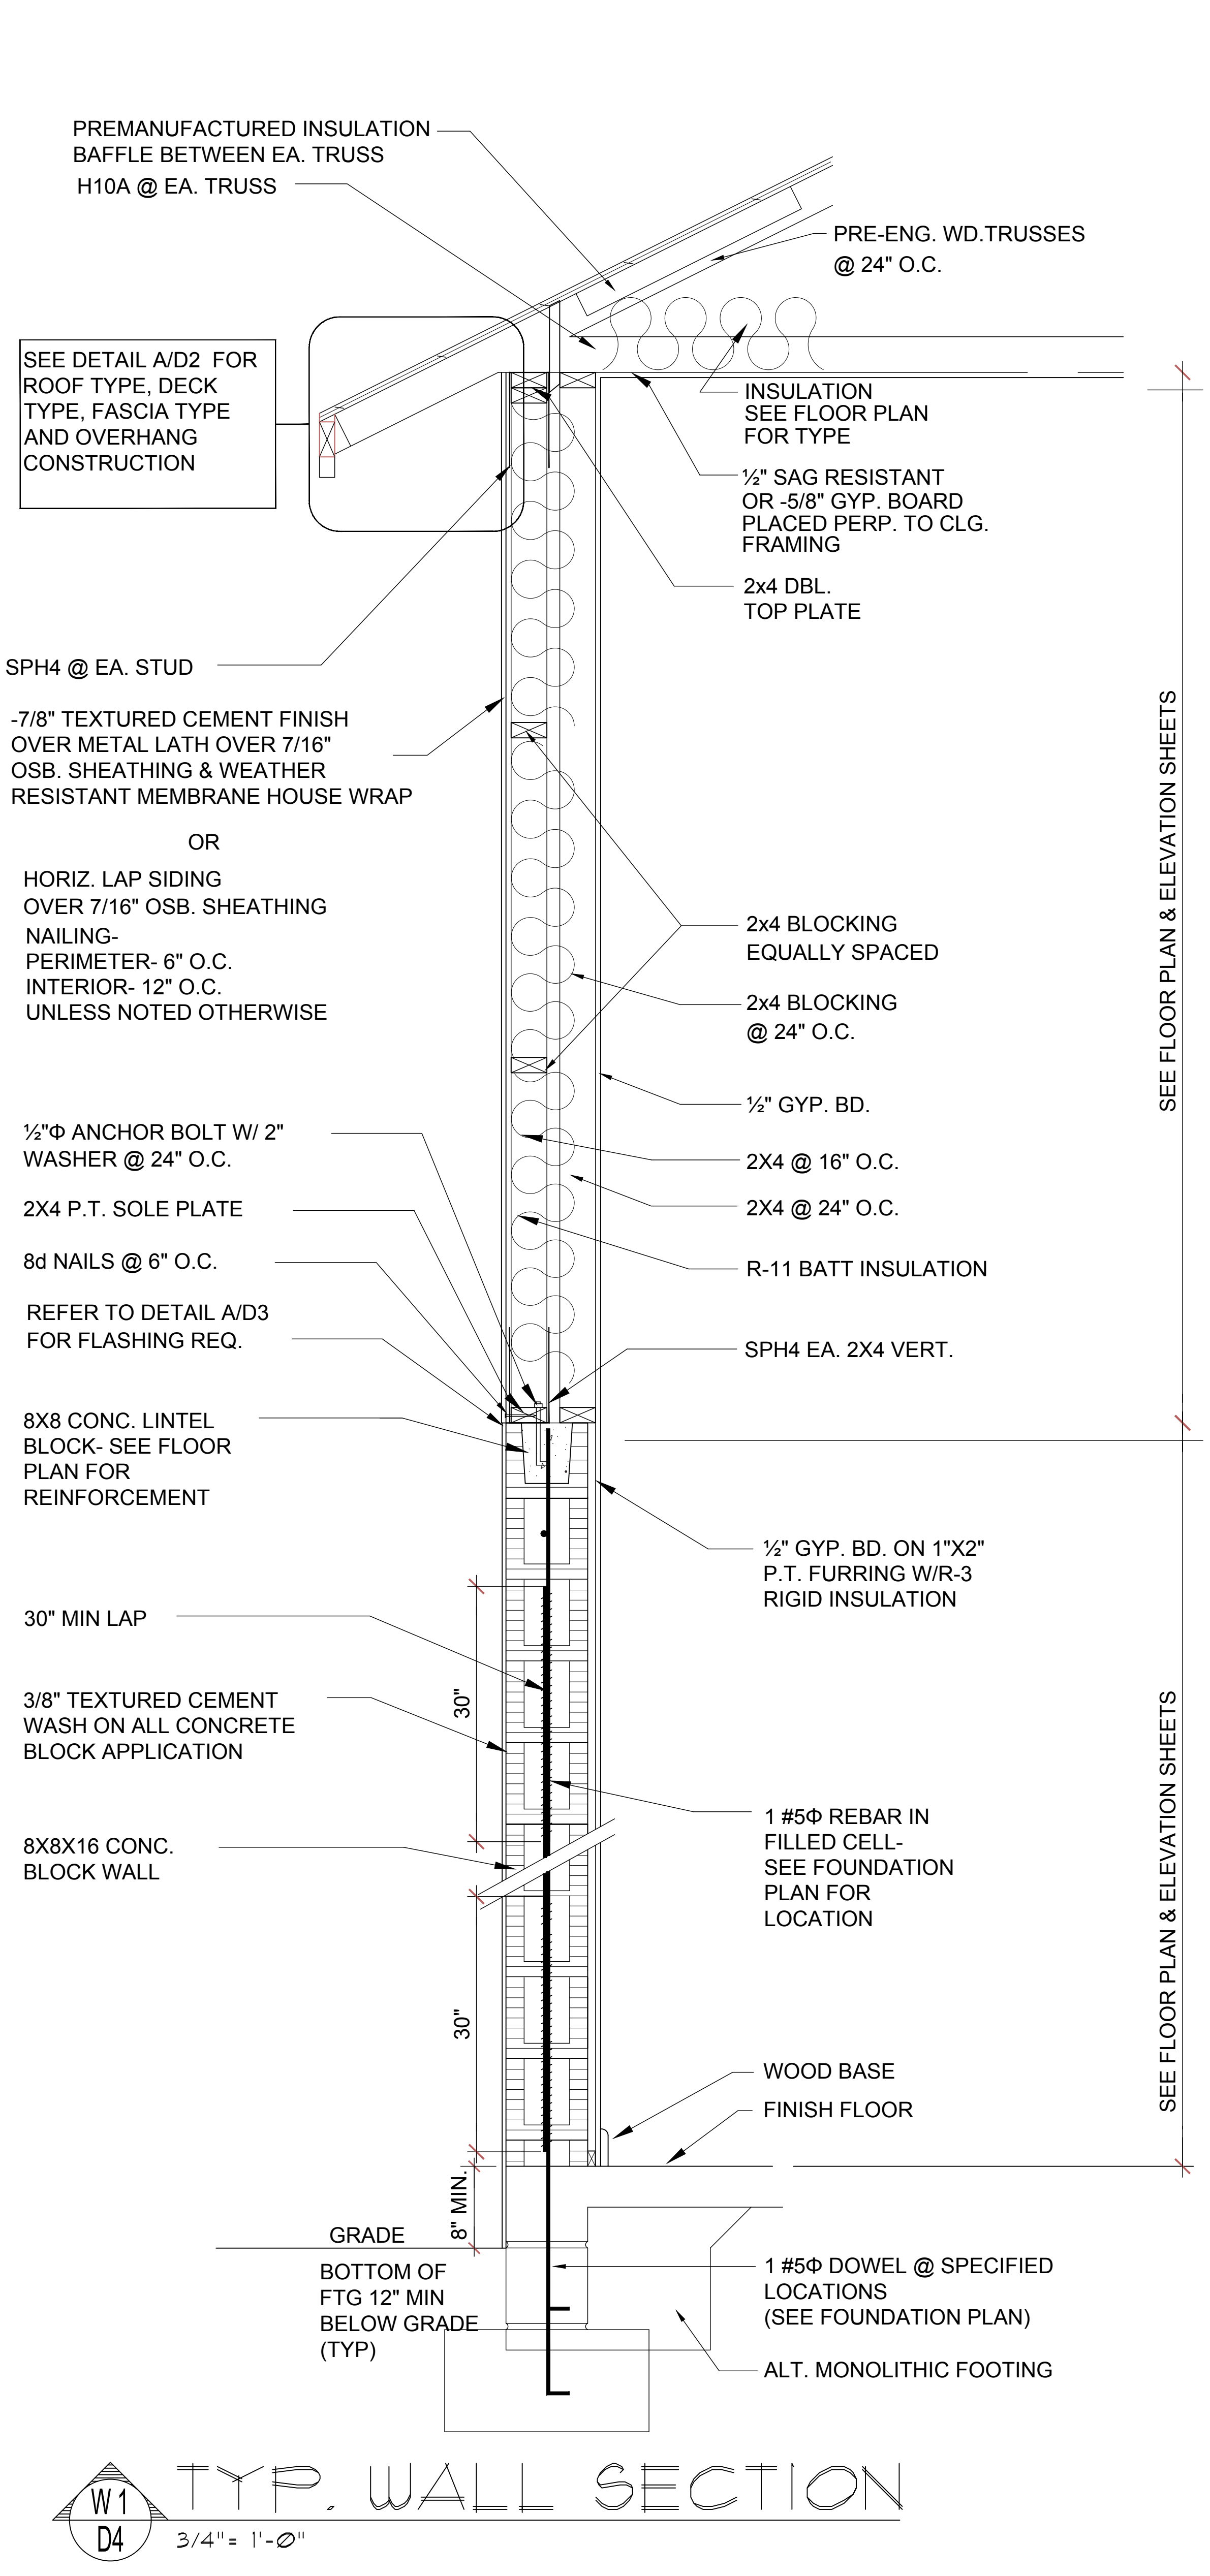 PREMANUFACTURED INSULATION
BAFFLE BETWEEN EA. TRUSS
H10A @ EA. TRUSS
PRE-ENG. WD.TRUSSES
@ 24" O.C.
SEE DETAIL A/D2 FOR
ROOF TYPE, DECK
TYPE, FASCIA TYPE
AND OVERHANG
CONSTRUCTION
INSULATION
SEE FLOOR PLAN
FOR TYPE
½" SAG RESISTANT
OR -5/8" GYP. BOARD
PLACED PERP. TO CLG.
FRAMING
2x4 DBL.
TOP PLATE
SPH4 @ EA. STUD
-7/8" TEXTURED CEMENT FINISH
OVER METAL LATH OVER 7/16"
OSB. SHEATHING & WEATHER
RESISTANT MEMBRANE HOUSE WRAP
OR
HORIZ. LAP SIDING
OVER 7/16" OSB. SHEATHING
NAILING-
PERIMETER- 6" O.C.
INTERIOR- 12" O.C.
UNLESS NOTED OTHERWISE
SEE FLOOR PLAN & ELEVATION SHEETS
2x4 BLOCKING
EQUALLY SPACED
2x4 BLOCKING
@ 24" O.C.
½" GYP. BD.
2X4 @ 16" O.C.
2X4 @ 24" O.C.
R-11 BATT INSULATION
SPH4 EA. 2X4 VERT.
½"Φ ANCHOR BOLT W/ 2"
WASHER @ 24" O.C.
2X4 P.T. SOLE PLATE
8d NAILS @ 6" O.C.
REFER TO DETAIL A/D3
FOR FLASHING REQ.
8X8 CONC. LINTEL
BLOCK- SEE FLOOR
PLAN FOR
REINFORCEMENT
½" GYP. BD. ON 1"X2"
P.T. FURRING W/R-3
RIGID INSULATION
30" MIN LAP
30"
3/8" TEXTURED CEMENT
WASH ON ALL CONCRETE
BLOCK APPLICATION
8X8X16 CONC.
BLOCK WALL
1 #5Φ REBAR IN
FILLED CELL-
SEE FOUNDATION
PLAN FOR
LOCATION
SEE FLOOR PLAN & ELEVATION SHEETS
30"
WOOD BASE
FINISH FLOOR
8" MIN.
GRADE
BOTTOM OF
FTG 12" MIN
BELOW GRADE
(TYP)
1 #5Φ DOWEL @ SPECIFIED
LOCATIONS
(SEE FOUNDATION PLAN)
ALT. MONOLITHIC FOOTING
W 1
D4
TYP. WALL SECTION
3/4"= 1'-0"